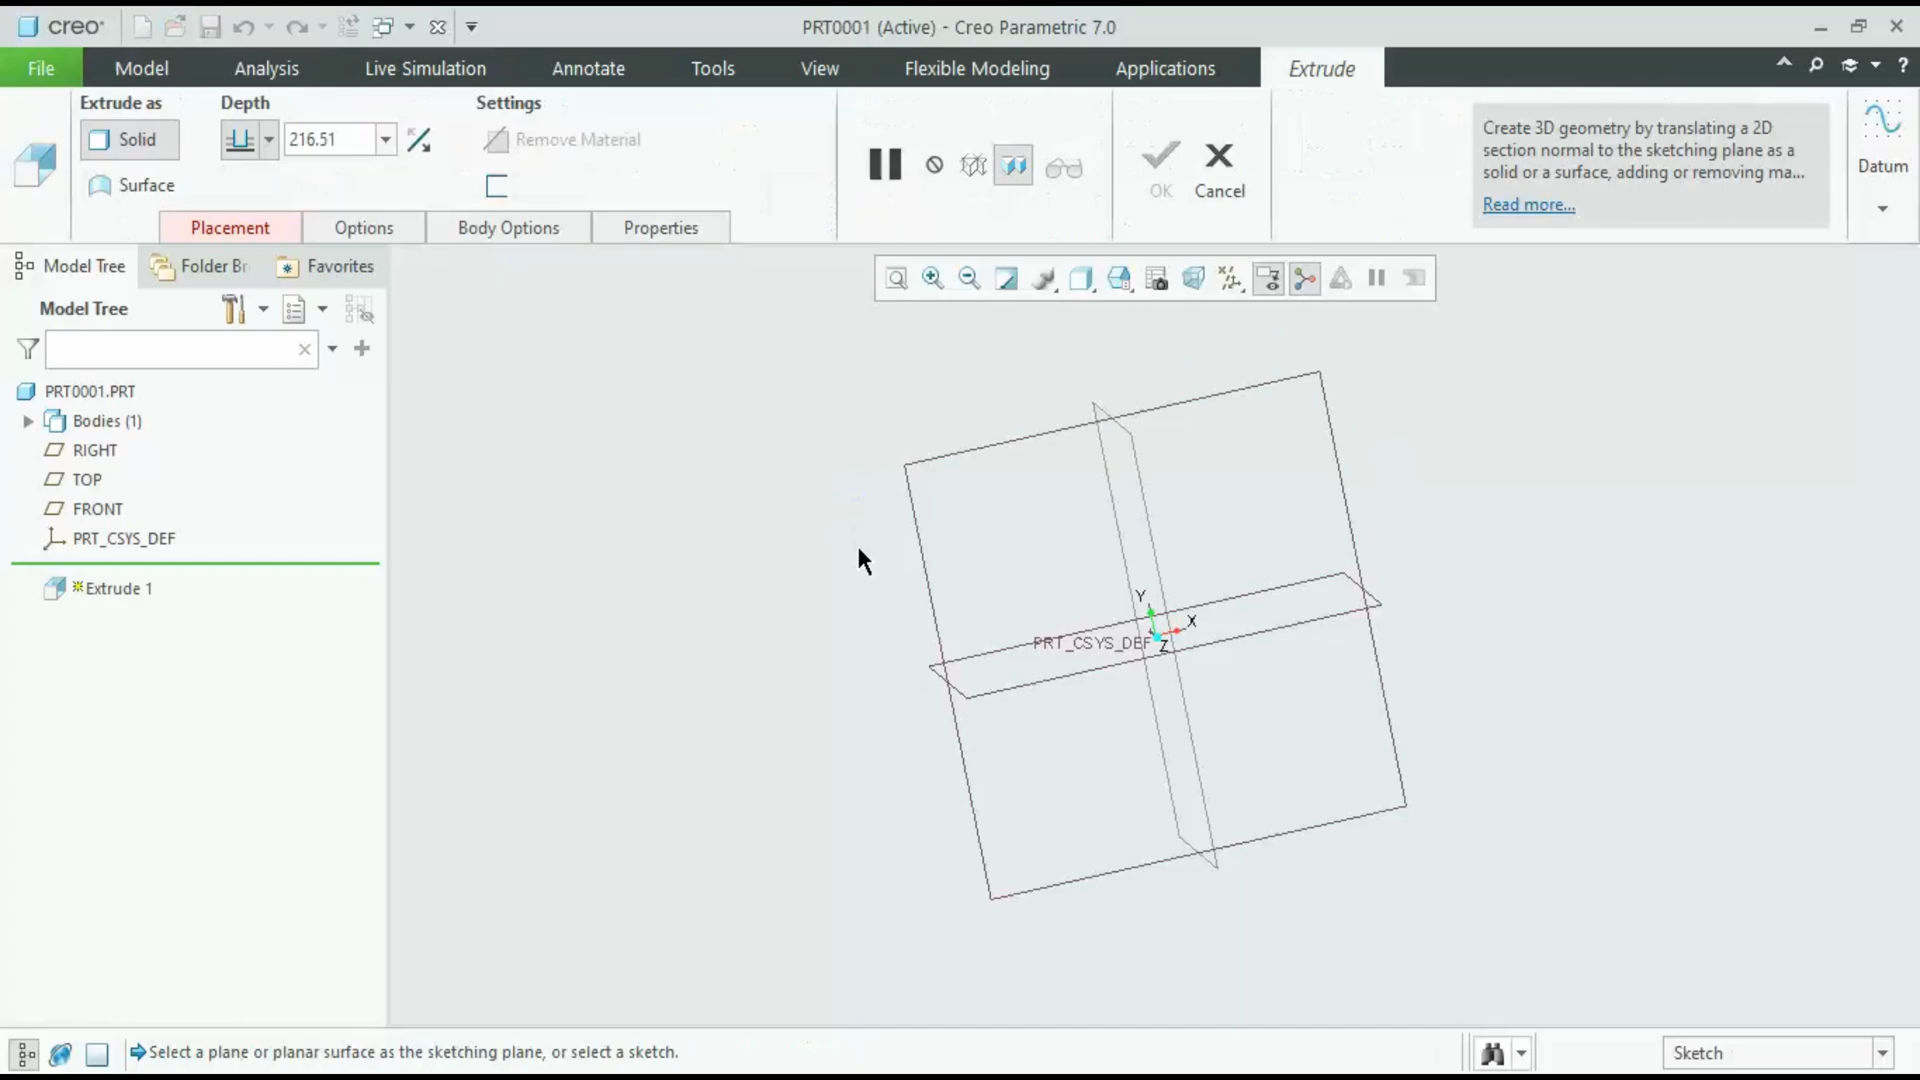 creo
PRT0001 (Active) - Creo Parametric 7.0
File
Model
Analysis
Live Simulation
Annotate
Tools
View
Flexible Modeling
Applications
Extrude
Extrude as
Solid
Surface
Depth
216.51
Settings
Remove Material
OK
Cancel
Create 3D geometry by translating a 2D
section normal to the sketching plane as a
solid or a surface, adding or removing ma...
Read more...
Datum
Placement
Options
Body Options
Properties
Model Tree
Folder Br
Favorites
Model Tree
PRT0001.PRT
Bodies (1)
RIGHT
TOP
FRONT
PRT_CSYS_DEF
Extrude 1
Y
X
PRT_CSYS_DEF
Z
Select a plane or planar surface as the sketching plane, or select a sketch.
Sketch